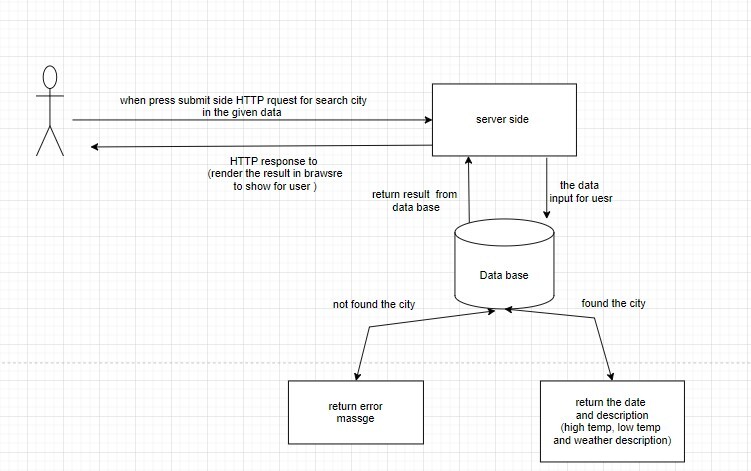 when press submit side HTTP rquest for search city
in the given data
server side
HTTP response to
(render the result in brawsre
to show for user )
return result from
data base
the data
input for uesr
Data base
not found the city
found the city
return error
massge
return the date
and description
(high temp, low temp
and weather description)